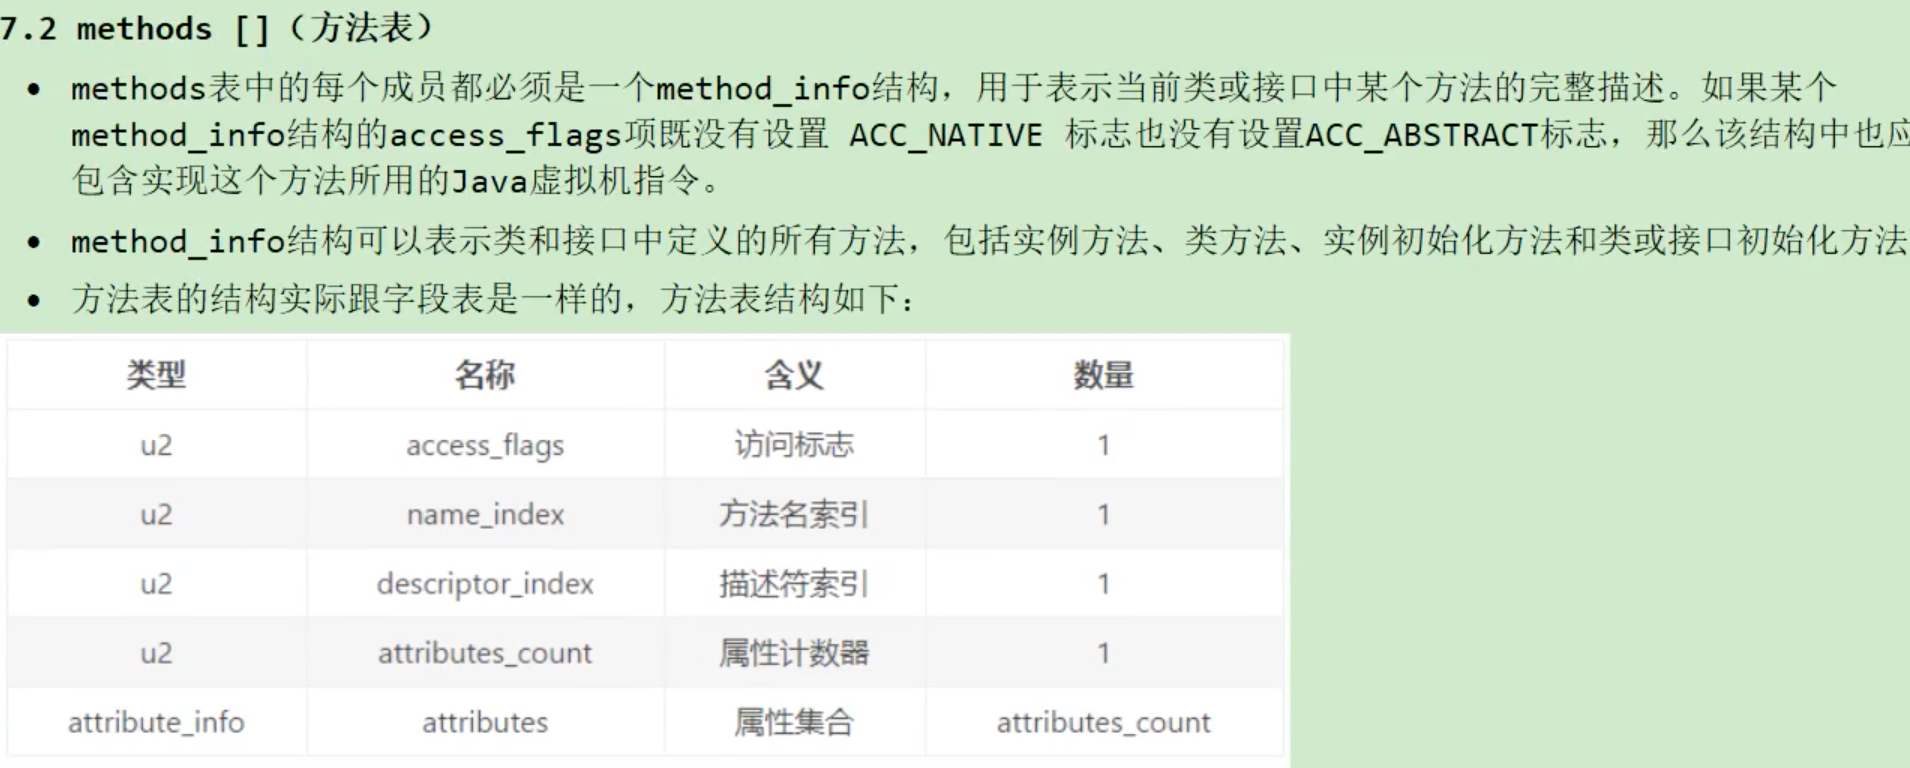 7.2 methods []（方法表）
• methods表中的每个成员都必须是一个method_info结构，用于表示当前类或接口中某个方法的完整描述。如果某个
method_info结构的access_flags项既没有设置 ACC_NATIVE 标志也没有设置ACC_ABSTRACT标志，那么该结构中也应
包含实现这个方法所用的Java虚拟机指令。
• method_info结构可以表示类和接口中定义的所有方法，包括实例方法、类方法、实例初始化方法和类或接口初始化方法
• 方法表的结构实际跟字段表是一样的，方法表结构如下：
类型 名称 含义 数量
u2 access_flags 访问标志 1
u2 name_index 方法名索引 1
u2 descriptor_index 描述符索引 1
u2 attributes_count 属性计数器 1
attribute_info attributes 属性集合 attributes_count